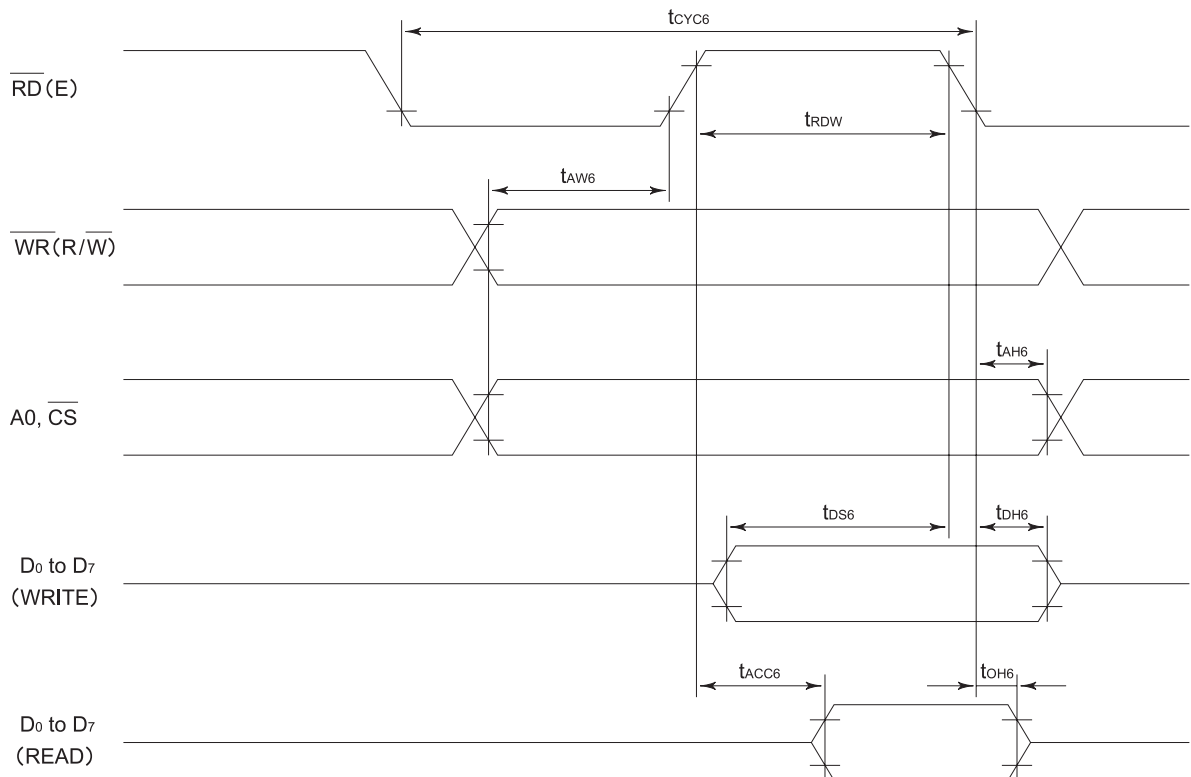 tCYC6
RD(E)
tRDW
tAW6
WR(R/W)
tAH6
A0, CS
tDS6
tDH6
D0 to D7
(WRITE)
tACC6
tOH6
D0 to D7
(READ)